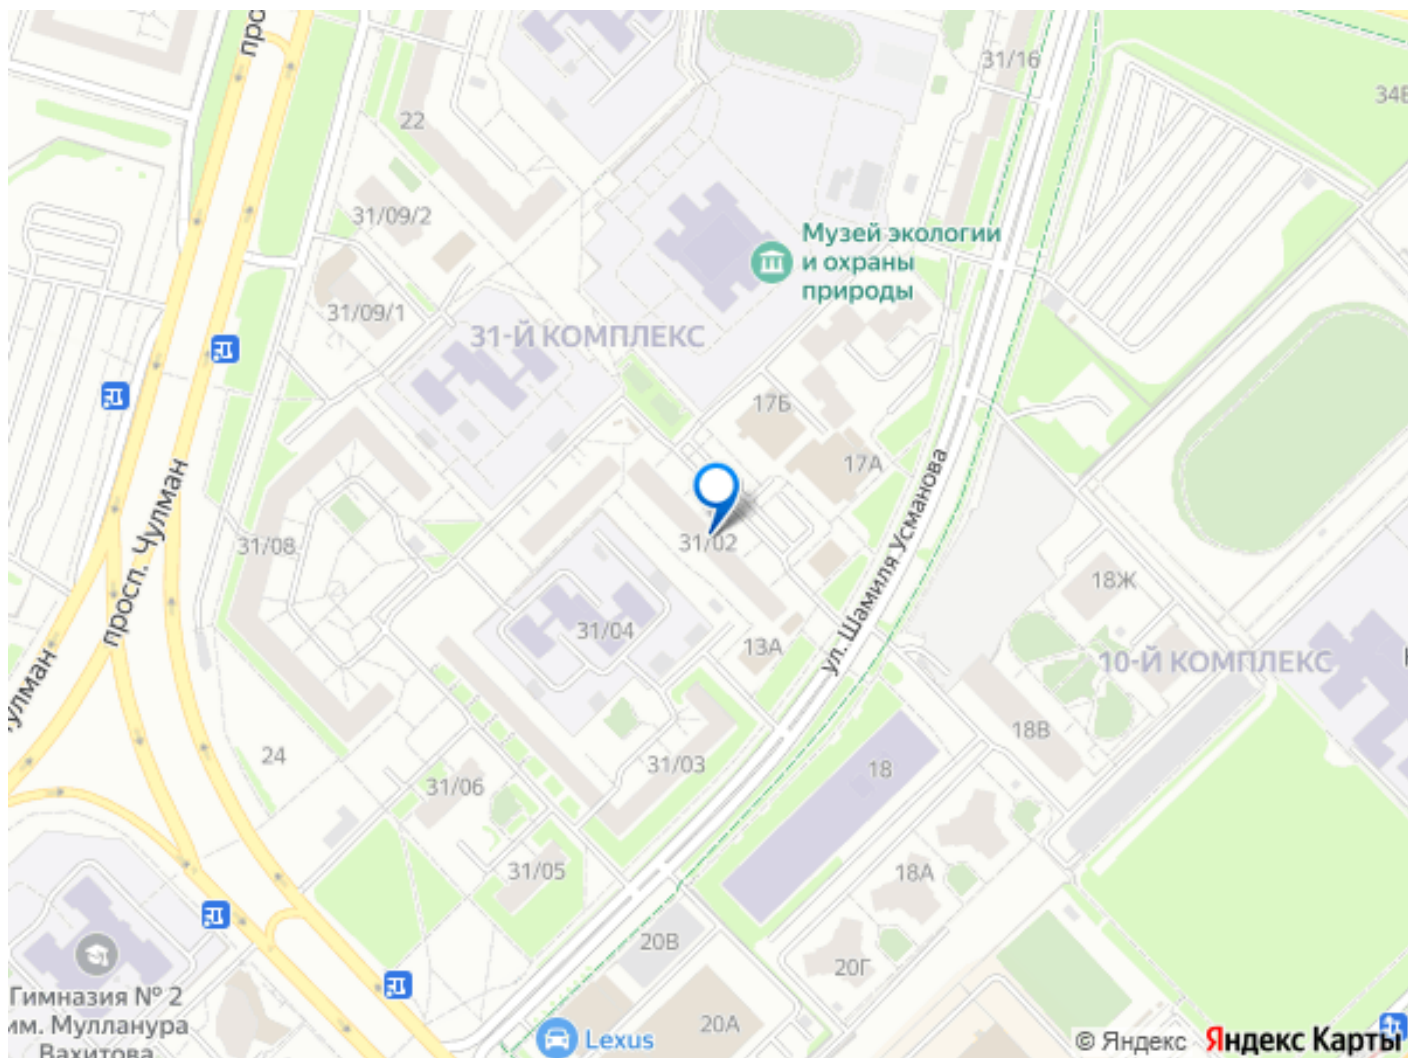 31/16
34В
22
31/09/2
Музей экологии
и охраны
природы
31/09/1
31-Й КОМПЛЕКС
17Б
17А
просп. Чулман
31/08
31/02
ул. Шамиля Усманова
18Ж
31/04
13А
10-Й КОМПЛЕКС
18В
24
31/03
18
31/06
31/05
18А
20В
20Г
Гимназия № 2
им. Мулланура
Вахитова
20А
Lexus
© Яндекс Яндекс Карты